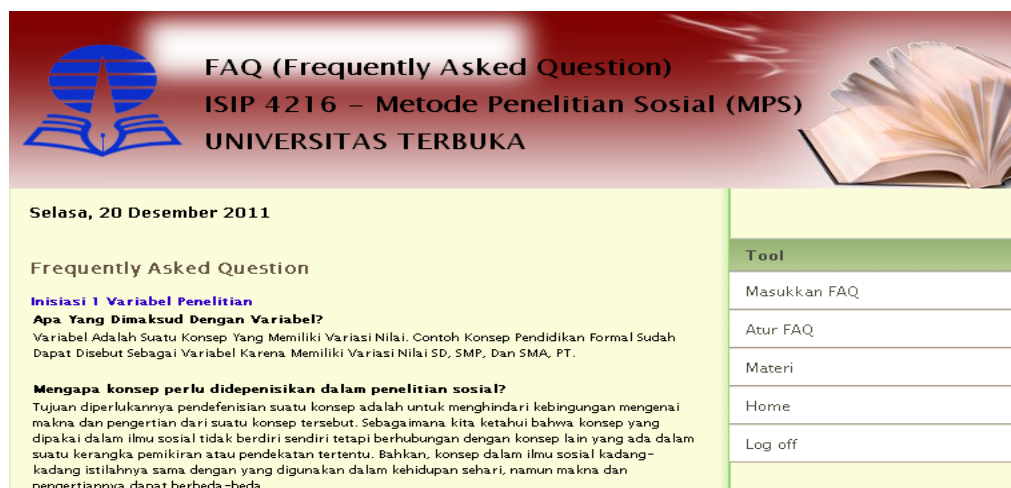 FAQ (Frequently Asked Question)
ISIP 4216 – Metode Penelitian Sosial (MPS)
UNIVERSITAS TERBUKA
Selasa, 20 Desember 2011
Frequently Asked Question
Inisiasi 1 Variabel Penelitian
Apa Yang Dimaksud Dengan Variabel?
Variabel Adalah Suatu Konsep Yang Memiliki Variasi Nilai. Contoh Konsep Pendidikan Formal Sudah
Dapat Disebut Sebagai Variabel Karena Memiliki Variasi Nilai SD, SMP, Dan SMA, PT.
Mengapa konsep perlu didepenisikan dalam penelitian sosial?
Tujuan diperlukannya pendefenisian suatu konsep adalah untuk menghindari kebingungan mengenai
makna dan pengertian dari suatu konsep tersebut. Sebagaimana kita ketahui bahwa konsep yang
dipakai dalam ilmu sosial tidak berdiri sendiri tetapi berhubungan dengan konsep lain yang ada dalam
suatu kerangka pemikiran atau pendekatan tertentu. Bahkan, konsep dalam ilmu sosial kadang-
kadang istilahnya sama dengan yang digunakan dalam kehidupan sehari, namun makna dan
pengertiannya dapat berbeda-beda
Tool
Masukkan FAQ
Atur FAQ
Materi
Home
Log off